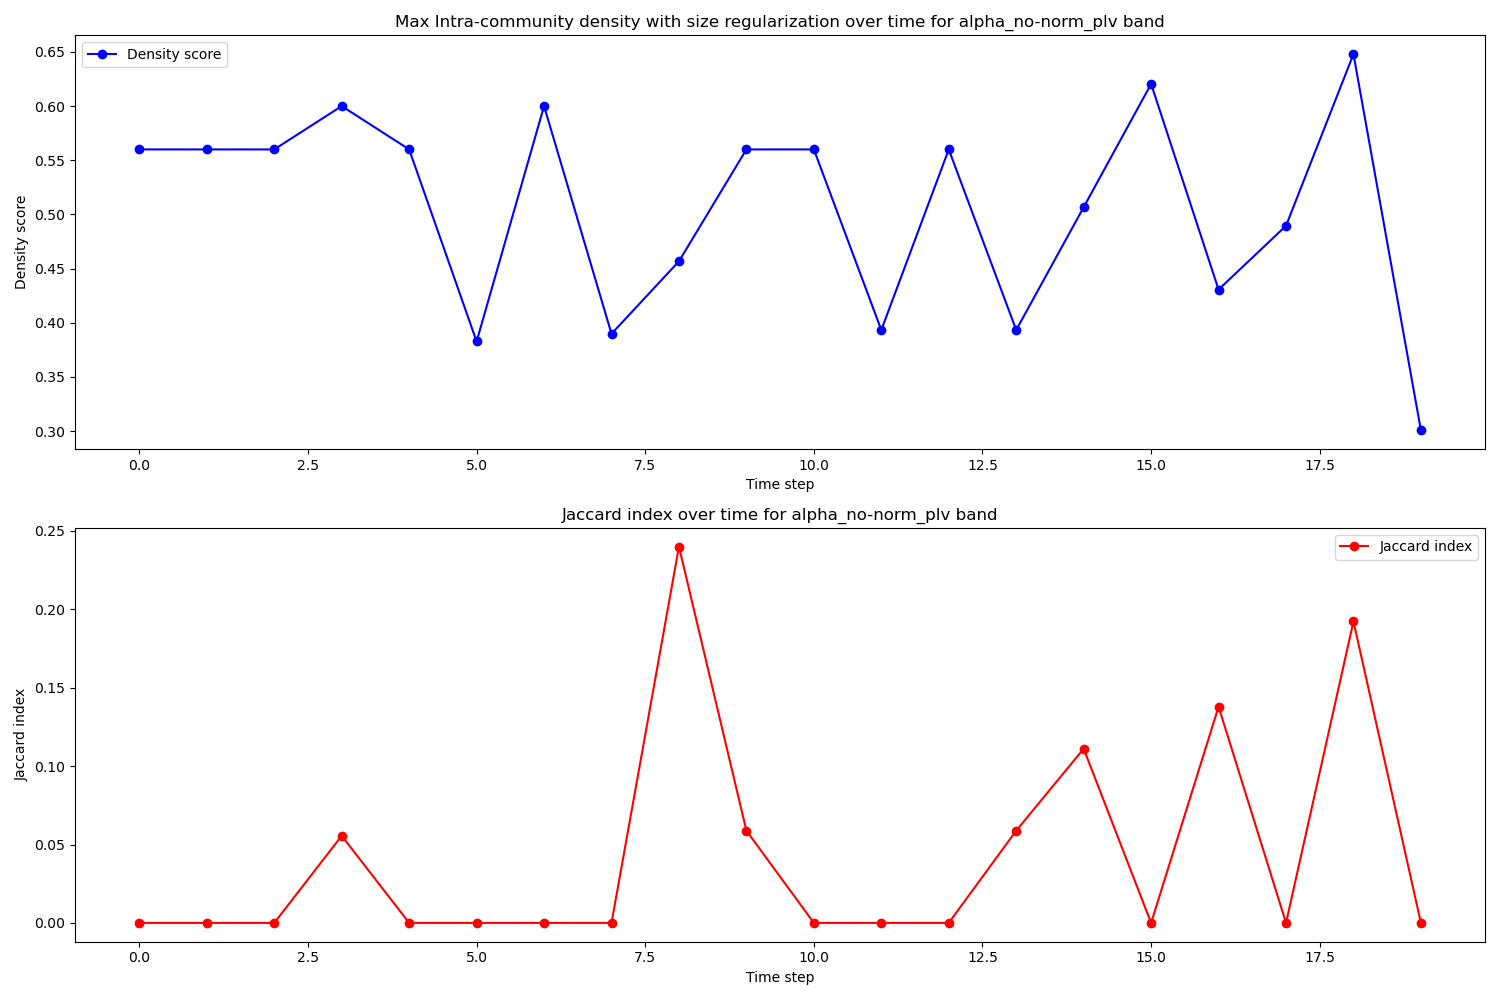 Max Intra-community density with size regularization over time for alpha_no-norm_plv band
Density score
Density score
0.65
0.60
0.55
0.50
0.45
0.40
0.35
0.30
0.0 2.5 5.0 7.5 10.0 12.5 15.0 17.5
Time step
Jaccard index over time for alpha_no-norm_plv band
Jaccard index
Jaccard index
0.25
0.20
0.15
0.10
0.05
0.00
0.0 2.5 5.0 7.5 10.0 12.5 15.0 17.5
Time step